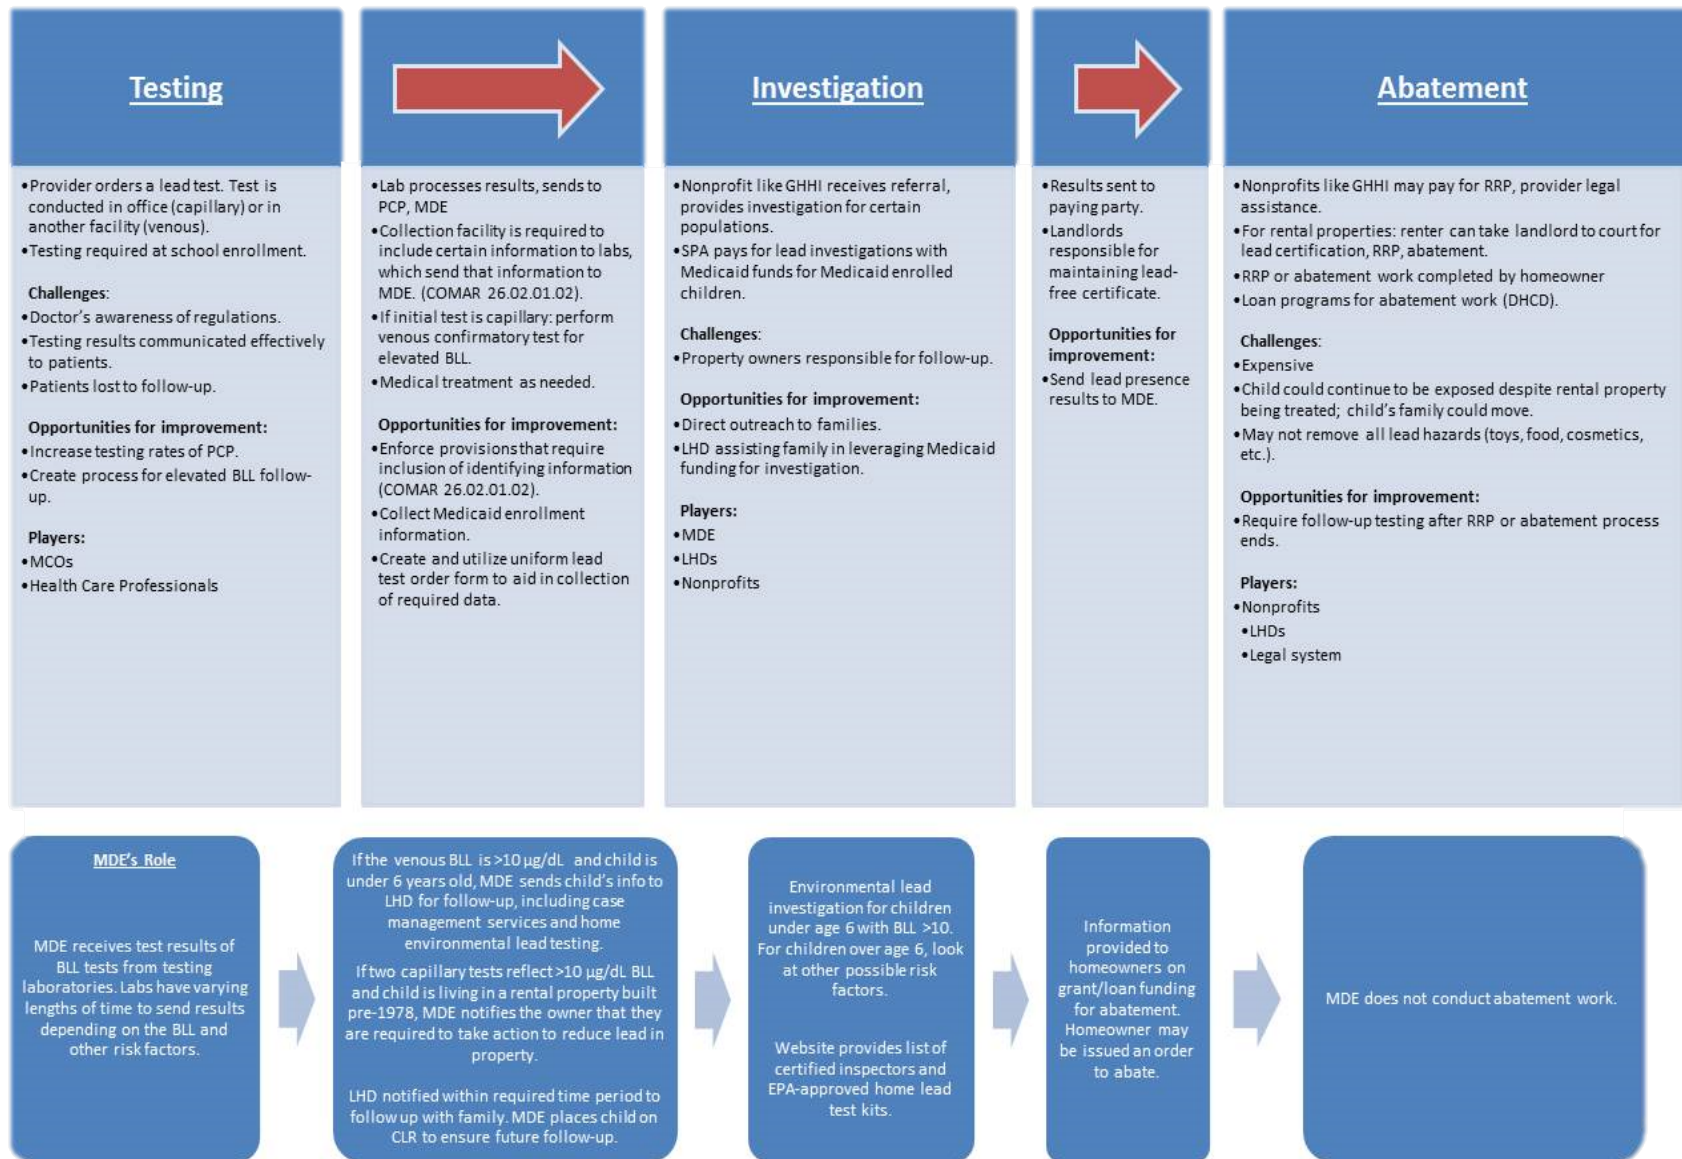 Testing
•Provider orders a lead test. Test is
conducted in office (capillary) or in
another facility (venous).
•Testing required at school enrollment.
Challenges:
•Doctor's awareness of regulations.
•Testing results communicated effectively
to patients.
•Patients lost to follow-up.
Opportunities for improvement:
•Increase testing rates of PCP.
•Create process for elevated BLL follow-
up.
Players:
•MCOs
•Health Care Professionals
•Lab processes results, sends to
PCP, MDE
•Collection facility is required to
include certain information to labs,
which send that information to
MDE. (COMAR 26.02.01.02).
•If initial test is capillary: perform
venous confirmatory test for
elevated BLL.
•Medical treatment as needed.
Opportunities for improvement:
•Enforce provisions that require
inclusion of identifying information
(COMAR 26.02.01.02).
•Collect Medicaid enrollment
information.
•Create and utilize uniform lead
test order form to aid in collection
of required data.
Investigation
•Nonprofit like GHHI receives referral,
provides investigation for certain
populations.
•SPA pays for lead investigations with
Medicaid funds for Medicaid enrolled
children.
Challenges:
•Property owners responsible for follow-up.
Opportunities for improvement:
•Direct outreach to families.
•LHD assisting family in leveraging Medicaid
funding for investigation.
Players:
•MDE
•LHDs
•Nonprofits
•Results sent to
paying party.
•Landlords
responsible for
maintaining lead-
free certificate.
Opportunities for
improvement:
•Send lead presence
results to MDE.
Abatement
•Nonprofits like GHHI may pay for RRP, provider legal
assistance.
•For rental properties: renter can take landlord to court for
lead certification, RRP, abatement.
•RRP or abatement work completed by homeowner
•Loan programs for abatement work (DHCD).
Challenges:
•Expensive
•Child could continue to be exposed despite rental property
being treated; child's family could move.
•May not remove all lead hazards (toys, food, cosmetics,
etc.).
Opportunities for improvement:
•Require follow-up testing after RRP or abatement process
ends.
Players:
•Nonprofits
•LHDs
•Legal system
MDE's Role
MDE receives test results of
BLL tests from testing
laboratories. Labs have varying
lengths of time to send results
depending on the BLL and
other risk factors.
If the venous BLL is >10 µg/dL and child is
under 6 years old, MDE sends child's info to
LHD for follow-up, including case
management services and home
environmental lead testing.
If two capillary tests reflect >10 µg/dL BLL
and child is living in a rental property built
pre-1978, MDE notifies the owner that they
are required to take action to reduce lead in
property.
LHD notified within required time period to
follow up with family. MDE places child on
CLR to ensure future follow-up.
Environmental lead
investigation for children
under age 6 with BLL >10.
For children over age 6, look
at other possible risk
factors.
Website provides list of
certified inspectors and
EPA-approved home lead
test kits.
Information
provided to
homeowners on
grant/loan funding
for abatement.
Homeowner may
be issued an order
to abate.
MDE does not conduct abatement work.